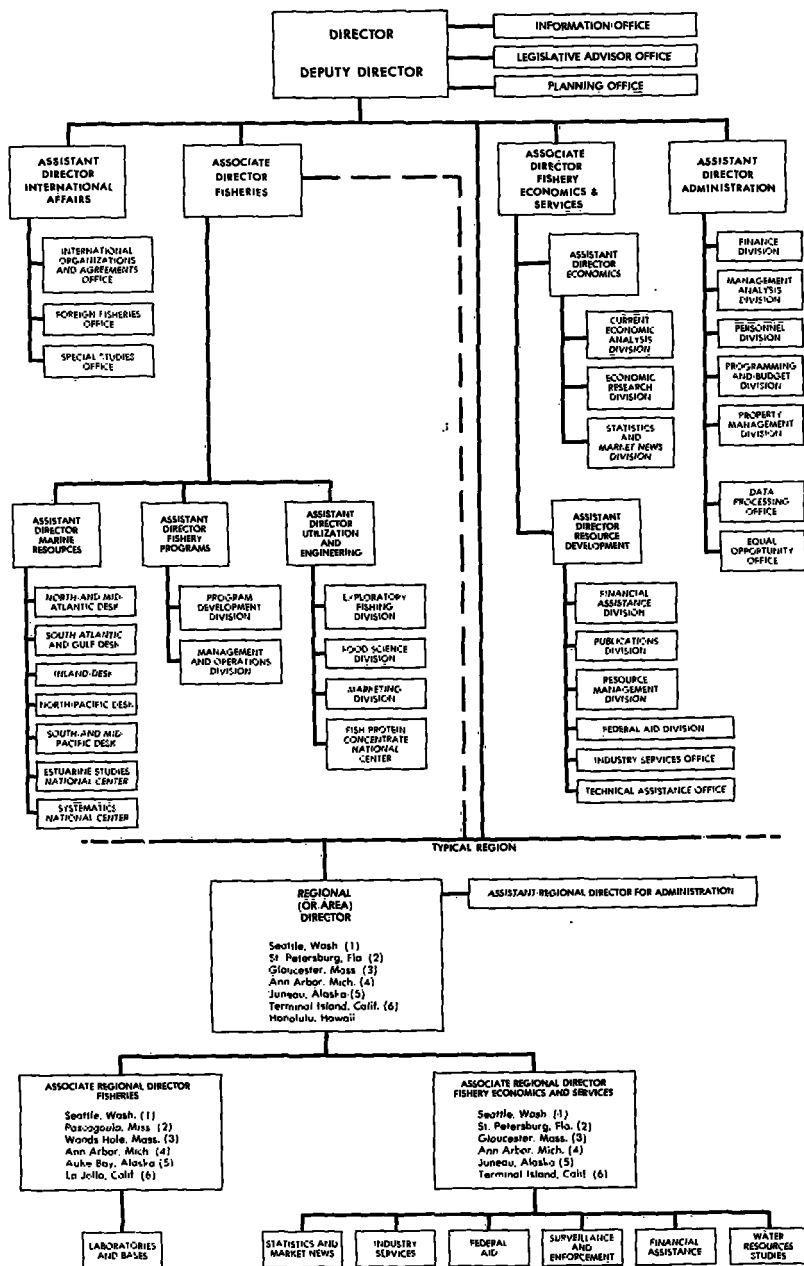 DIRECTOR
DEPUTY DIRECTOR
INFORMATION OFFICE
LEGISLATIVE ADVISOR OFFICE
PLANNING OFFICE
ASSISTANT
DIRECTOR
INTERNATIONAL
AFFAIRS
INTERNATIONAL
ORGANIZATIONS
AND AGREEMENTS
OFFICE
FOREIGN FISHERIES
OFFICE
SPECIAL STUDIES
OFFICE
ASSOCIATE
DIRECTOR
FISHERIES
ASSISTANT
DIRECTOR
MARINE
RESOURCES
NORTH-AND MID-
ATLANTIC DESK
SOUTH ATLANTIC
AND GULF DESK
INLAND-DESK
NORTH-PACIFIC DESK
SOUTH-AND MID-
PACIFIC DESK
ESTUARINE STUDIES
NATIONAL CENTER
SYSTEMATICS
NATIONAL CENTER
ASSISTANT
DIRECTOR
FISHERY
PROGRAMS
PROGRAM
DEVELOPMENT
DIVISION
MANAGEMENT
AND OPERATIONS
DIVISION
ASSISTANT
DIRECTOR
UTILIZATION
AND
ENGINEERING
EXPLORATORY
FISHING
DIVISION
FOOD SCIENCE
DIVISION
MARKETING
DIVISION
FISH PROTEIN
CONCENTRATE
NATIONAL
CENTER
ASSOCIATE
DIRECTOR
FISHERY
ECONOMICS &
SERVICES
ASSISTANT
DIRECTOR
ECONOMICS
CURRENT
ECONOMIC
ANALYSIS
DIVISION
ECONOMIC
RESEARCH
DIVISION
STATISTICS
AND
MARKET NEWS
DIVISION
ASSISTANT
DIRECTOR
RESOURCE
DEVELOPMENT
FINANCIAL
ASSISTANCE
DIVISION
PUBLICATIONS
DIVISION
RESOURCE
MANAGEMENT
DIVISION
FEDERAL AID DIVISION
INDUSTRY SERVICES OFFICE
TECHNICAL ASSISTANCE OFFICE
ASSISTANT
DIRECTOR
ADMINISTRATION
FINANCE
DIVISION
MANAGEMENT
ANALYSIS
DIVISION
PERSONNEL
DIVISION
PROGRAMMING
AND-BUDGET
DIVISION
PROPERTY
MANAGEMENT
DIVISION
DATA
PROCESSING
OFFICE
EQUAL
OPPORTUNITY
OFFICE
TYPICAL REGION
REGIONAL
(OR AREA)
DIRECTOR
Seattle, Wash (1)
St. Petersburg, Fla (2)
Gloucester, Mass (3)
Ann Arbor, Mich. (4)
Juneau, Alaska (5)
Terminal Island, Calif. (6)
Honolulu, Hawaii
ASSISTANT-REGIONAL DIRECTOR FOR ADMINISTRATION
ASSOCIATE REGIONAL DIRECTOR
FISHERIES
Seattle, Wash. (1)
Pascagoula, Miss (2)
Woods Hole, Mass. (3)
Ann Arbor, Mich (4)
Auke Bay, Alaska (5)
La Jolla, Calif (6)
LABORATORIES
AND BASES
ASSOCIATE REGIONAL DIRECTOR
FISHERY ECONOMICS AND SERVICES
Seattle, Wash (1)
St. Petersburg, Fla. (2)
Gloucester, Mass. (3)
Ann Arbor, Mich. (4)
Juneau, Alaska (5)
Terminal Island, Calif (6)
STATISTICS AND
MARKET NEWS
INDUSTRY
SERVICES
FEDERAL
AID
SURVEILLANCE
AND
ENFORCEMENT
FINANCIAL
ASSISTANCE
WATER
RESOURCES
STUDIES